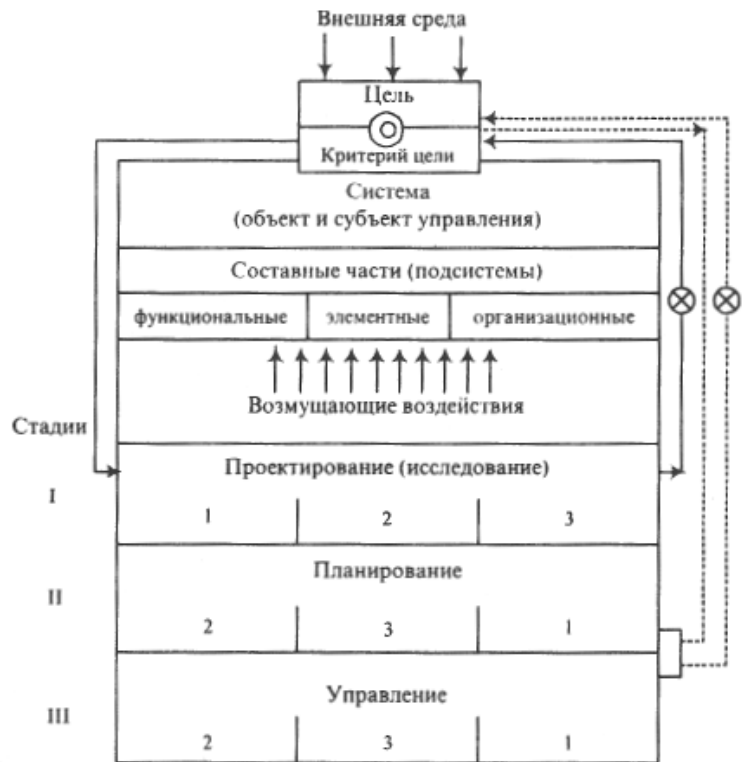 Внешняя среда
Цель
Критерий цели
Система
(объект и субъект управления)
Составные части (подсистемы)
функциональные элементные организационные
Возмущающие воздействия
Стадии
Проектирование (исследование)
I
1 2 3
Планирование
II
2 3 1
Управление
III
2 3 1